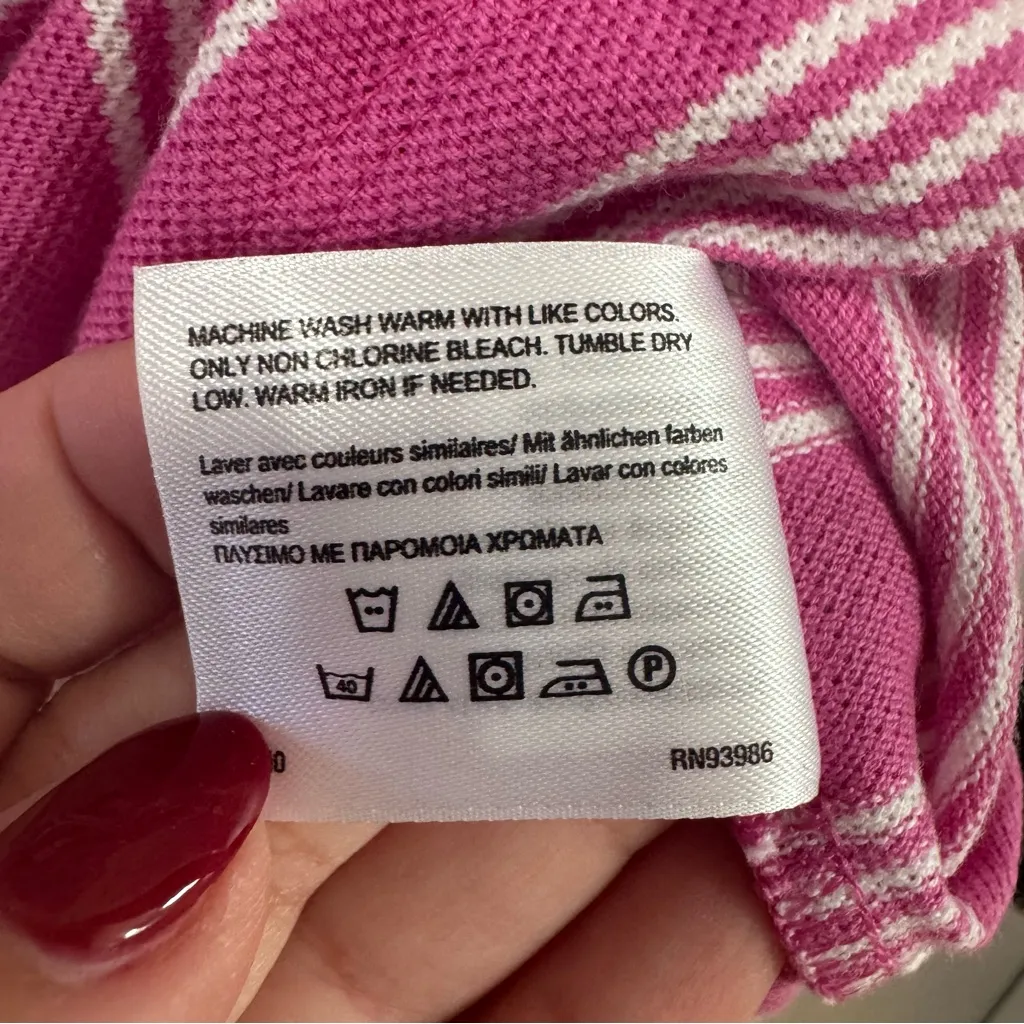 MACHINE WASH WARM WITH LIKE COLORS.
ONLY NON CHLORINE BLEACH. TUMBLE DRY
LOW. WARM IRON IF NEEDED.
Laver avec couleurs similaires/ Mit ähnlichen farben
waschen/ Lavare con colori simili/ Lavar con colores
similares
ΠΛΥΣΙΜΟ ΜΕ ΠΑΡΟΜΟΙΑ ΧΡΩΜΑΤΑ
40 P
RN93986